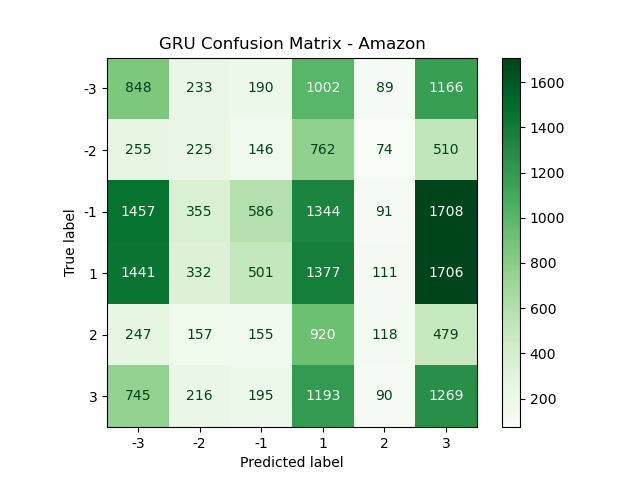 GRU Confusion Matrix - Amazon
-3 848 233 190 1002 89 1166
-2 255 225 146 762 74 510
-1 1457 355 586 1344 91 1708
1 1441 332 501 1377 111 1706
2 247 157 155 920 118 479
3 745 216 195 1193 90 1269
-3 -2 -1 1 2 3
Predicted label
True label
1600
1400
1200
1000
800
600
400
200